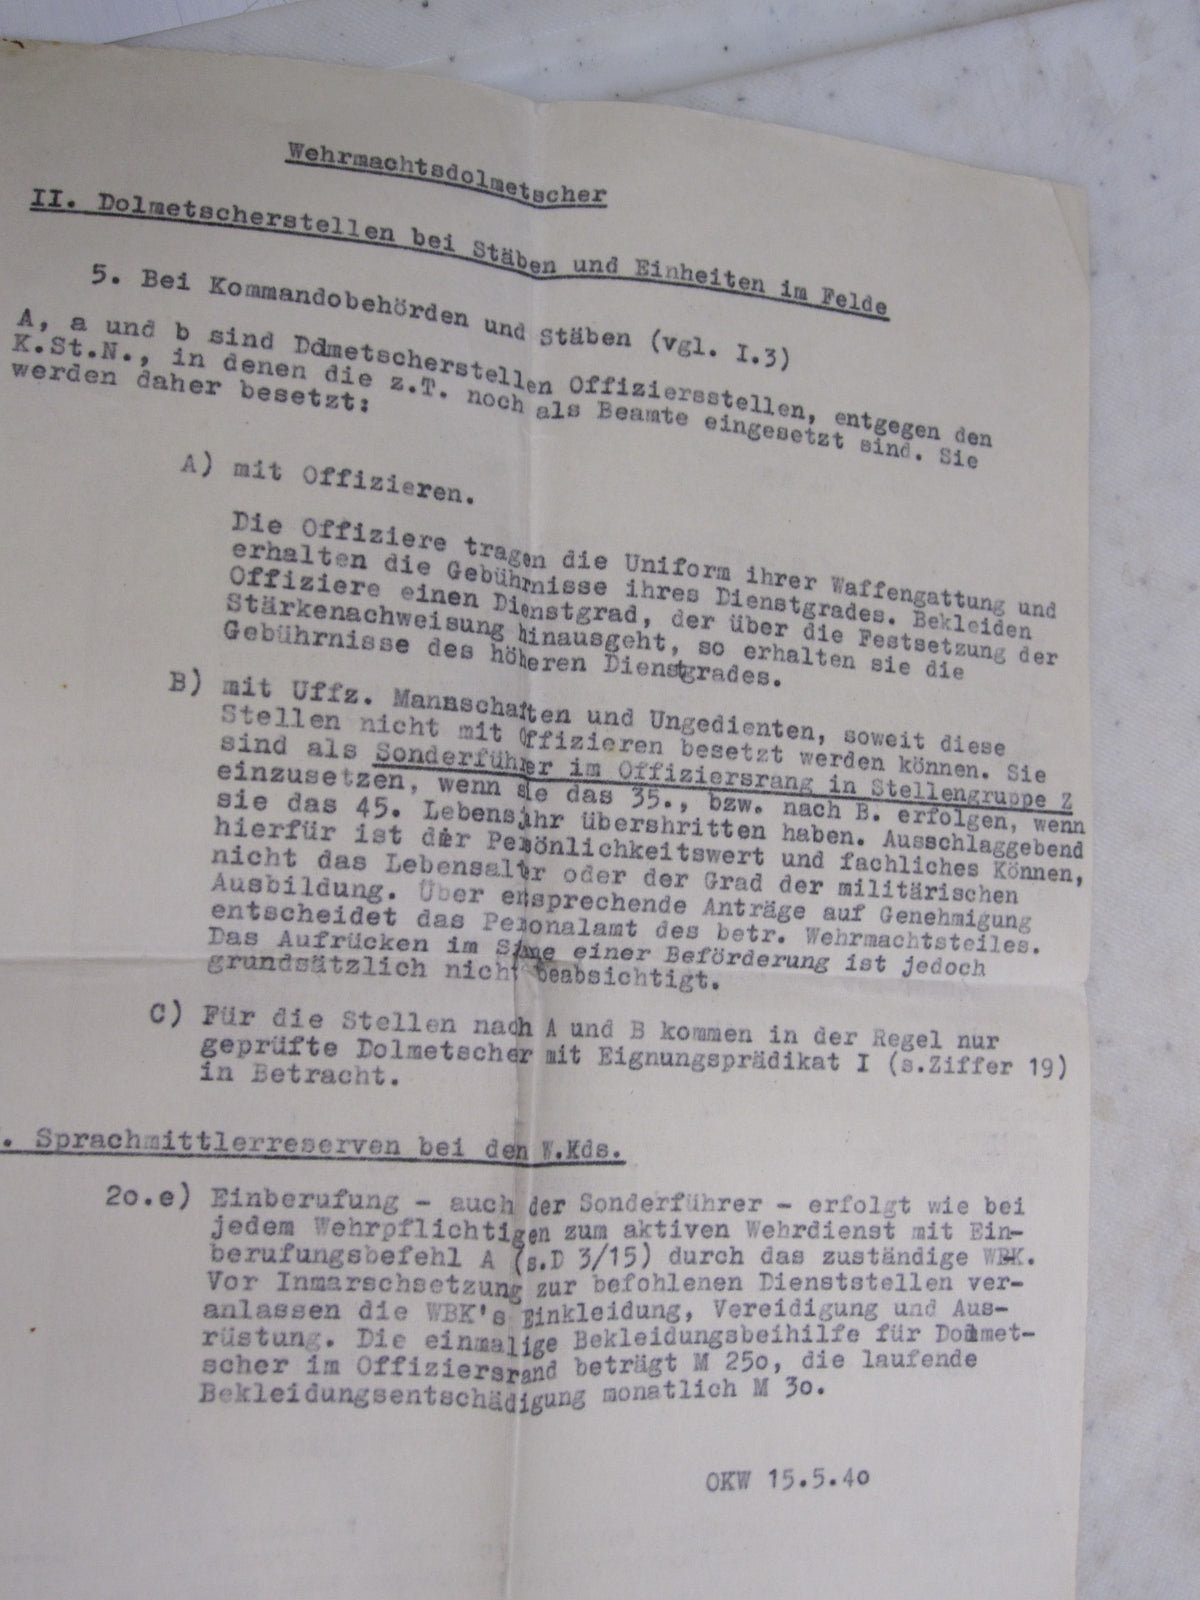 Wehrmachtsdolmetscher
II. Dolmetscherstellen bei Stäben und Einheiten im Felde
5. Bei Kommandobehörden und Stäben (vgl. I.3)
A, a und b sind Ddmetscherstellen Offiziersstellen, entgegen den
K.St.N., in denen die z.T. noch als Beamte eingesetzt sind. Sie
werden daher besetzt:
A) mit Offizieren.
Die Offiziere tragen die Uniform ihrer Waffengattung und
erhalten die Gebührnisse ihres Dienstgrades. Bekleiden
Offiziere einen Dienstgrad, der über die Festsetzung der
Stärkenachweisung hinausgeht, so erhalten sie die
Gebührnisse des höheren Dienstgrades.
B) mit Uffz. Mannschaften und Ungedienten, soweit diese
Stellen nicht mit Offizieren besetzt werden können. Sie
sind als Sonderführer im Offiziersrang in Stellengruppe Z
einzusetzen, wenn sie das 35., bzw. nach B. erfolgen, wenn
sie das 45. Lebensjahr übershritten haben. Ausschlaggebend
hierfür ist der Persönlichkeitswert und fachliches Können,
nicht das Lebensalter oder der Grad der militärischen
Ausbildung. Über entsprechende Anträge auf Genehmigung
entscheidet das Personalamt des betr. Wehrmachtsteiles.
Das Aufrücken im Sinne einer Beförderung ist jedoch
grundsätzlich nicht beabsichtigt.
C) Für die Stellen nach A und B kommen in der Regel nur
geprüfte Dolmetscher mit Eignungsprädikat I (s.Ziffer 19)
in Betracht.
. Sprachmittlerreserven bei den W.Kds.
2o.e) Einberufung - auch der Sonderführer - erfolgt wie bei
jedem Wehrpflichtigen zum aktiven Wehrdienst mit Ein-
berufungsbefehl A (s.D 3/15) durch das zuständige WBK.
Vor Inmarschsetzung zur befohlenen Dienststellen ver-
anlassen die WBK's Einkleidung, Vereidigung und Aus-
rüstung. Die einmalige Bekleidungsbeihilfe für Dolmet-
scher im Offiziersrand beträgt M 25o, die laufende
Bekleidungsentschädigung monatlich M 3o.
OKW 15.5.4o